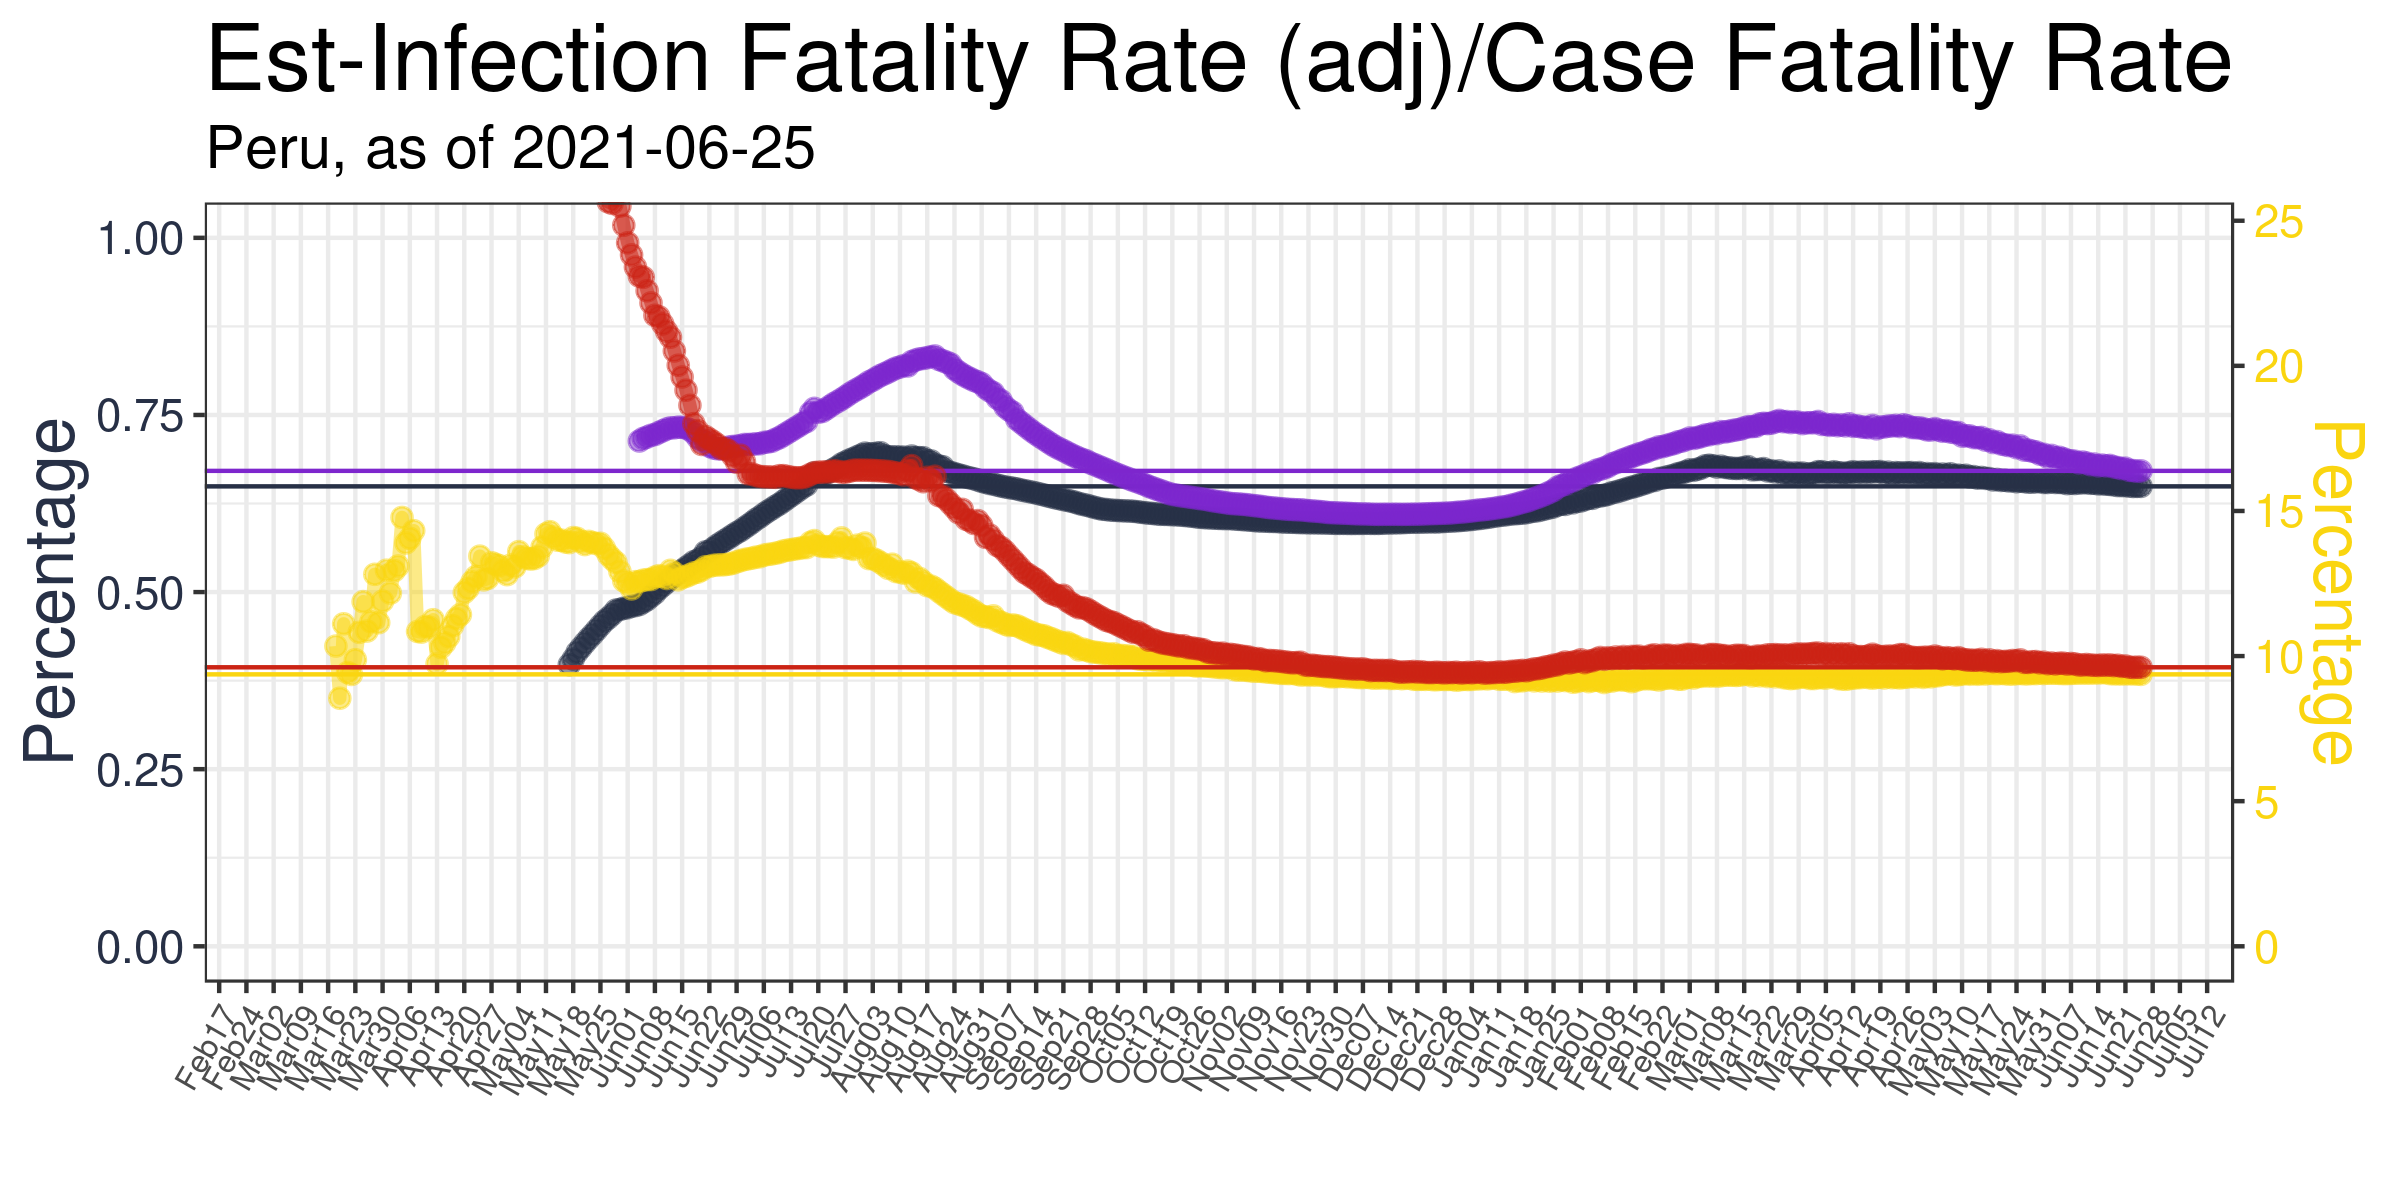 Est-Infection Fatality Rate (adj)/Case Fatality Rate
Peru, as of 2021-06-25
Percentage
1.00
0.75
0.50
0.25
0.00
25
20
15
10
5
0
Percentage
Feb17
Feb24
Mar02
Mar09
Mar16
Mar23
Mar30
Apr06
Apr13
Apr20
Apr27
May04
May11
May18
May25
Jun01
Jun08
Jun15
Jun22
Jun29
Jul06
Jul13
Jul20
Jul27
Aug03
Aug10
Aug17
Aug24
Aug31
Sep07
Sep14
Sep21
Sep28
Oct05
Oct12
Oct19
Oct26
Nov02
Nov09
Nov16
Nov23
Nov30
Dec07
Dec14
Dec21
Dec28
Jan04
Jan11
Jan18
Jan25
Feb01
Feb08
Feb15
Feb22
Mar01
Mar08
Mar15
Mar22
Mar29
Apr05
Apr12
Apr19
Apr26
May03
May10
May17
May24
May31
May07
Jun14
Jun21
Jun28
Jul05
Jul12